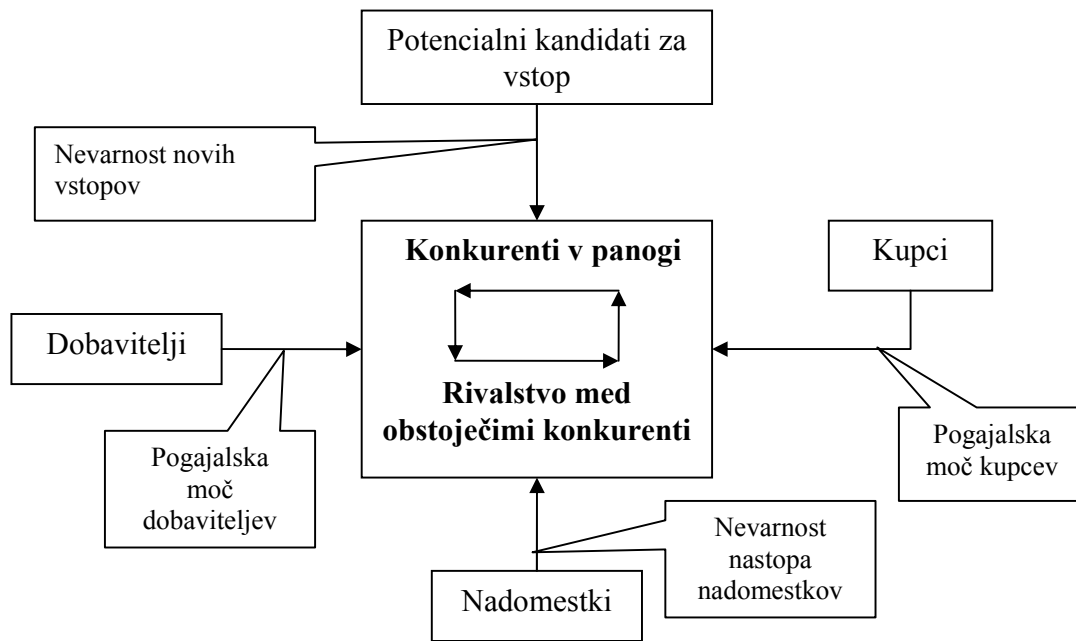 Potencialni kandidati za
vstop
Nevarnost novih
vstopov
Konkurenti v panogi
Kupci
Dobavitelji
Rivalstvo med
obstoječimi konkurenti
Pogajalska
moč
dobaviteljev
Pogajalska
moč kupcev
Nevarnost
nastopa
nadomestkov
Nadomestki